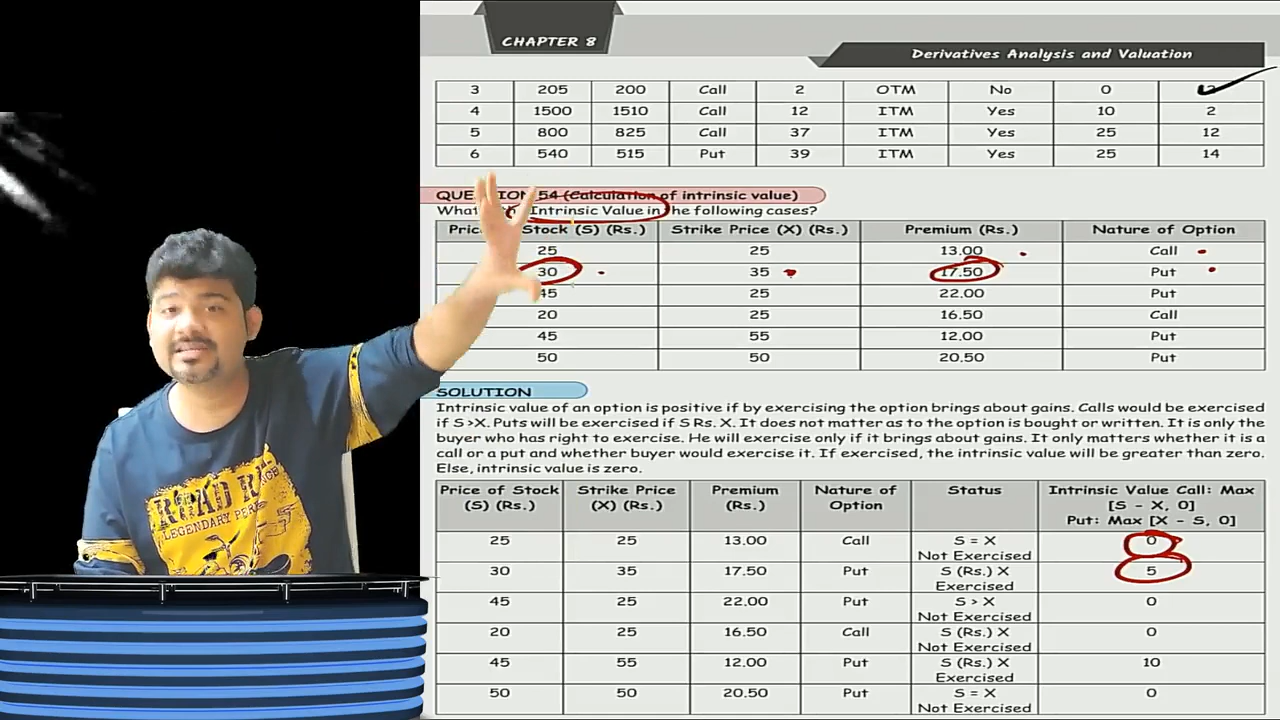 CHAPTER 8
Derivatives Analysis and Valuation
3 205 200 Call 2 OTM No 0
4 1500 1510 Call 12 ITM Yes 10 2
5 800 825 Call 37 ITM Yes 25 12
6 540 515 Put 39 ITM Yes 25 14
54 (Calculation of intrinsic value)
Intrinsic Value in the following cases?
Stock (S) (Rs.) Strike Price (X) (Rs.) Premium (Rs.) Nature of Option
25 25 13.00 Call
30 35 17.50 Put
45 25 22.00 Put
20 25 16.50 Call
45 55 12.00 Put
50 50 20.50 Put
SOLUTION
Intrinsic value of an option is positive if by exercising the option brings about gains. Calls would be exercised
if S >X. Puts will be exercised if S Rs. X. It does not matter as to the option is bought or written. It is only the
buyer who has right to exercise. He will exercise only if it brings about gains. It only matters whether it is a
call or a put and whether buyer would exercise it. If exercised, the intrinsic value will be greater than zero.
Else, intrinsic value is zero.
Price of Stock (S) (Rs.) Strike Price (X) (Rs.) Premium (Rs.) Nature of Option Status Intrinsic Value Call: Max [S - X, 0] Put: Max [X - S, 0]
25 25 13.00 Call S = X Not Exercised 0
30 35 17.50 Put S (Rs.) X Exercised 5
45 25 22.00 Put S > X Not Exercised 0
20 25 16.50 Call S (Rs.) X Not Exercised 0
45 55 12.00 Put S (Rs.) X Exercised 10
50 50 20.50 Put S = X Not Exercised 0
ROAD R
LEGENDARY PER